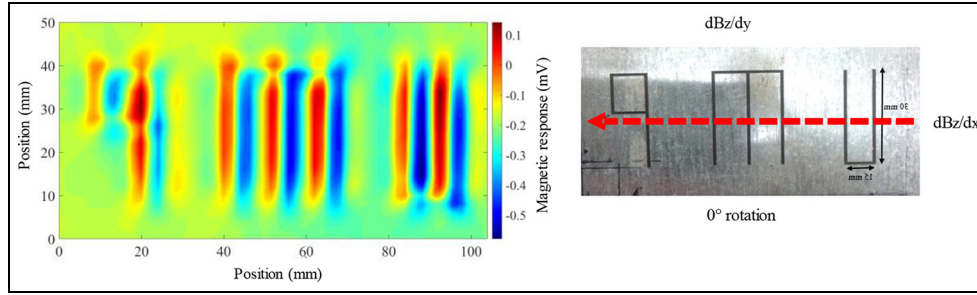 50
40
30
20
10
0
Position (mm)
0
20
40
60
80
100
Position (mm)
0.1
0
-0.1
-0.2
-0.3
-0.4
-0.5
Magnetic response (mV)
dBz/dy
30 mm
15 mm
dBz/dx
0° rotation